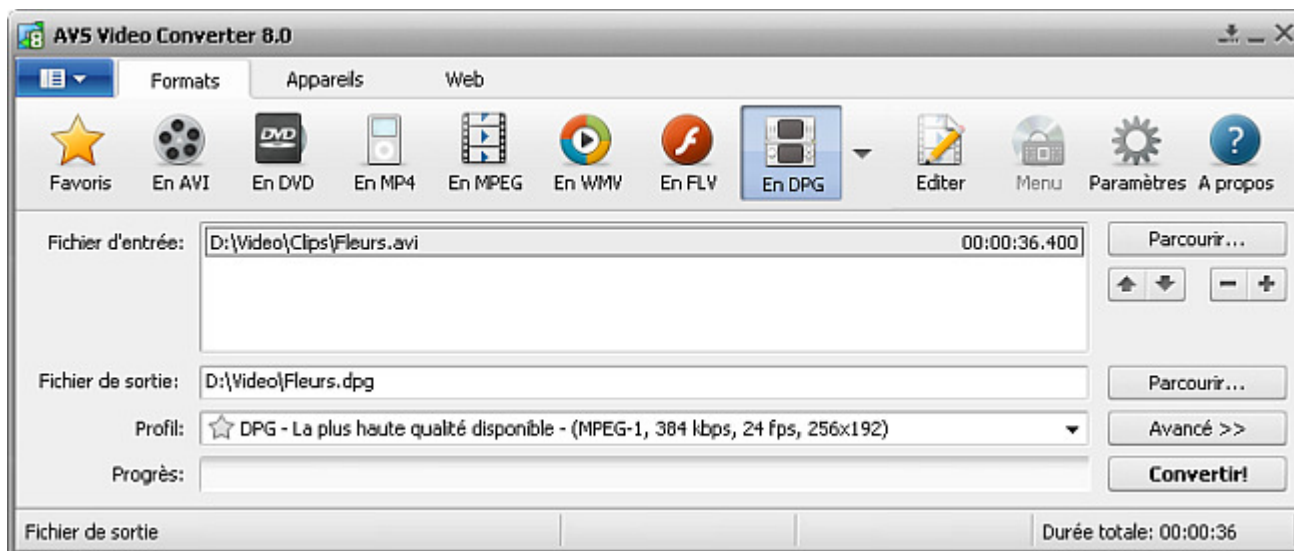 AVS Video Converter 8.0
Formats Appareils Web
Favoris En AVI En DVD En MP4 En MPEG En WMV En FLV En DPG Editer Menu Paramètres A propos
Fichier d'entrée: D:\Video\Clips\Fleurs.avi 00:00:36.400 Parcourir...
Fichier de sortie: D:\Video\Fleurs.dpg Parcourir...
Profil: DPG - La plus haute qualité disponible - (MPEG-1, 384 kbps, 24 fps, 256x192) Avancé >>
Progrès: Convertir!
Fichier de sortie Durée totale: 00:00:36